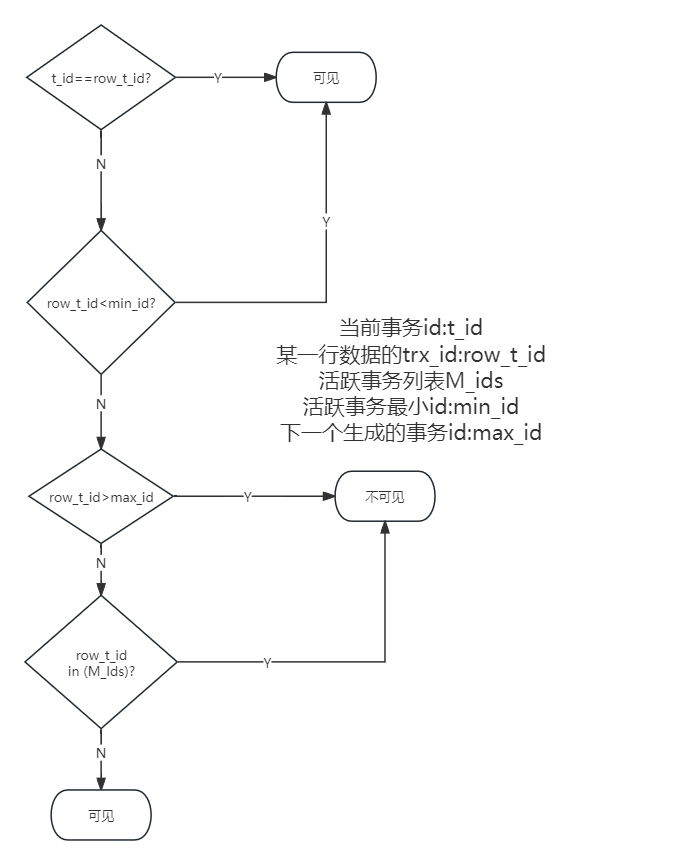 t_id==row_t_id?
Y
可见
N
Y
row_t_id<min_id?
当前事务id:t_id
某一行数据的trx_id:row_t_id
活跃事务列表M_ids
活跃事务最小id:min_id
下一个生成的事务id:max_id
N
row_t_id>max_id
Y
不可见
N
row_t_id
in (M_Ids)?
Y
N
可见